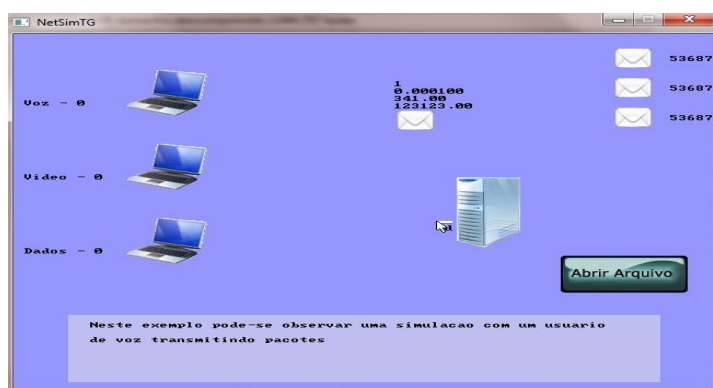 NetSimTG
53687
Voz - 0
1
0.000100
341.00
123123.00
53687
53687
Video - 0
a
Dados - 0
Abrir Arquivo
Neste exemplo pode-se observar uma simulacao com um usuario
de voz transmitindo pacotes